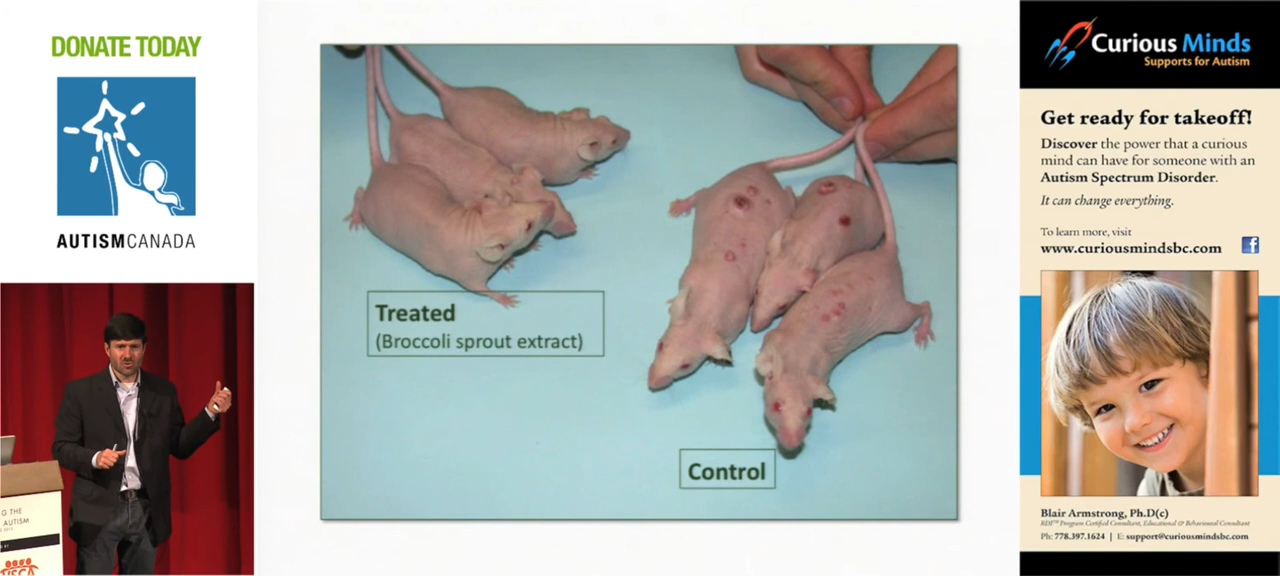 DONATE TODAY
AUTISMCANADA
G THE
AUTISM
Treated
(Broccoli sprout extract)
Control
Curious Minds
Supports for Autism
Get ready for takeoff!
Discover the power that a curious
mind can have for someone with an
Autism Spectrum Disorder.
It can change everything.
To learn more, visit
www.curiousmindsbc.com
f
Blair Armstrong, Ph.D(c)
RDI™ Program Certified Consultant, Educational & Behavioural Consultant
Ph: 778.397.1624 | E: support@curiousmindsbc.com